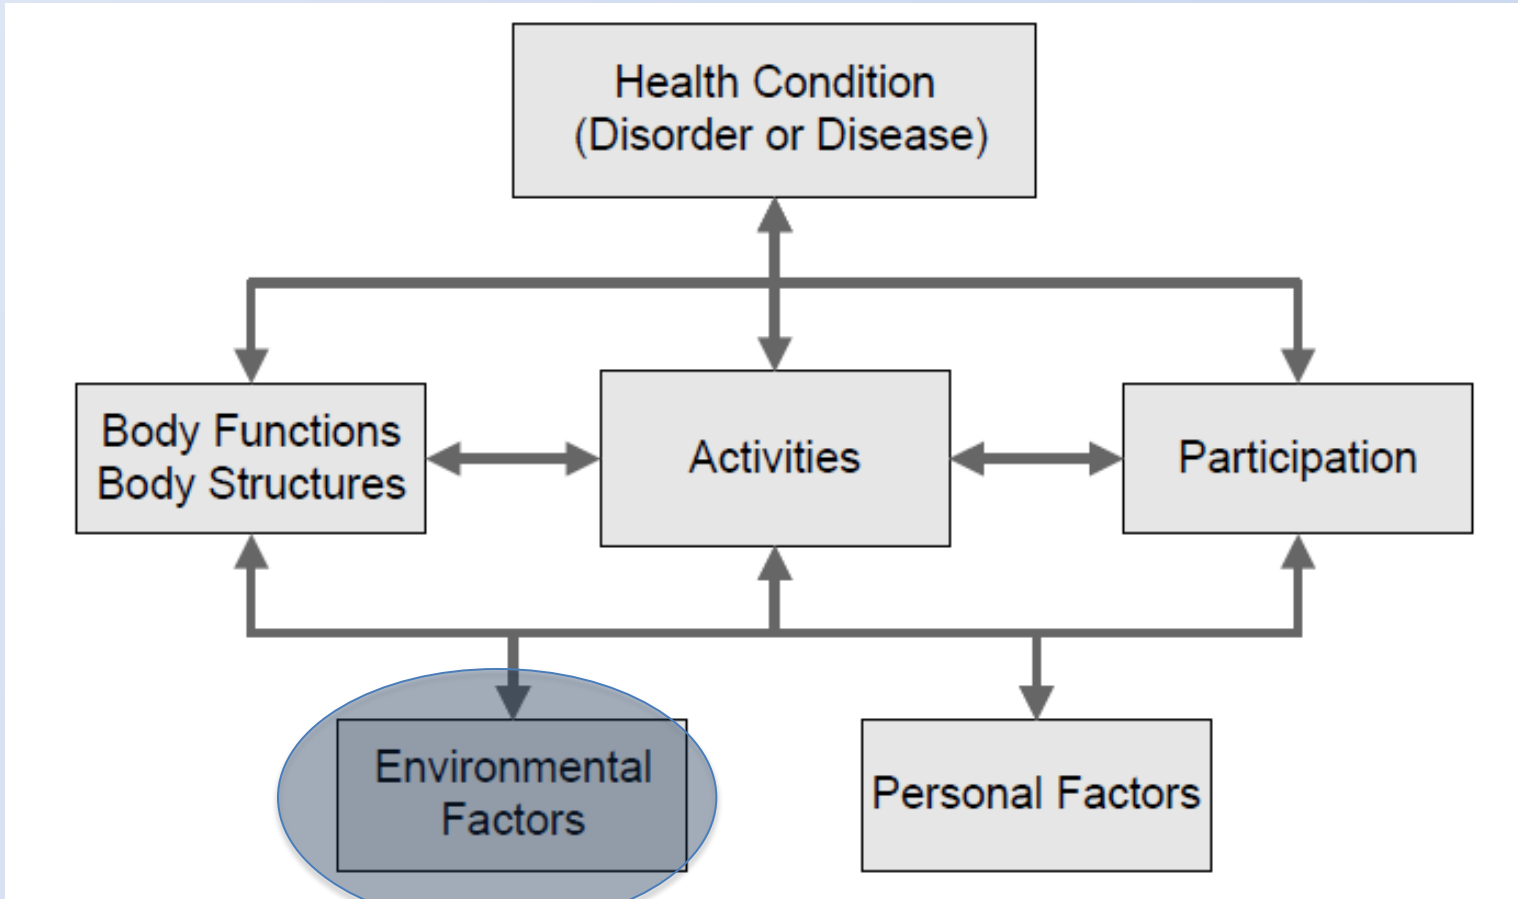 Health Condition
(Disorder or Disease)
Body Functions
Body Structures
Activities
Participation
Environmental
Factors
Personal Factors